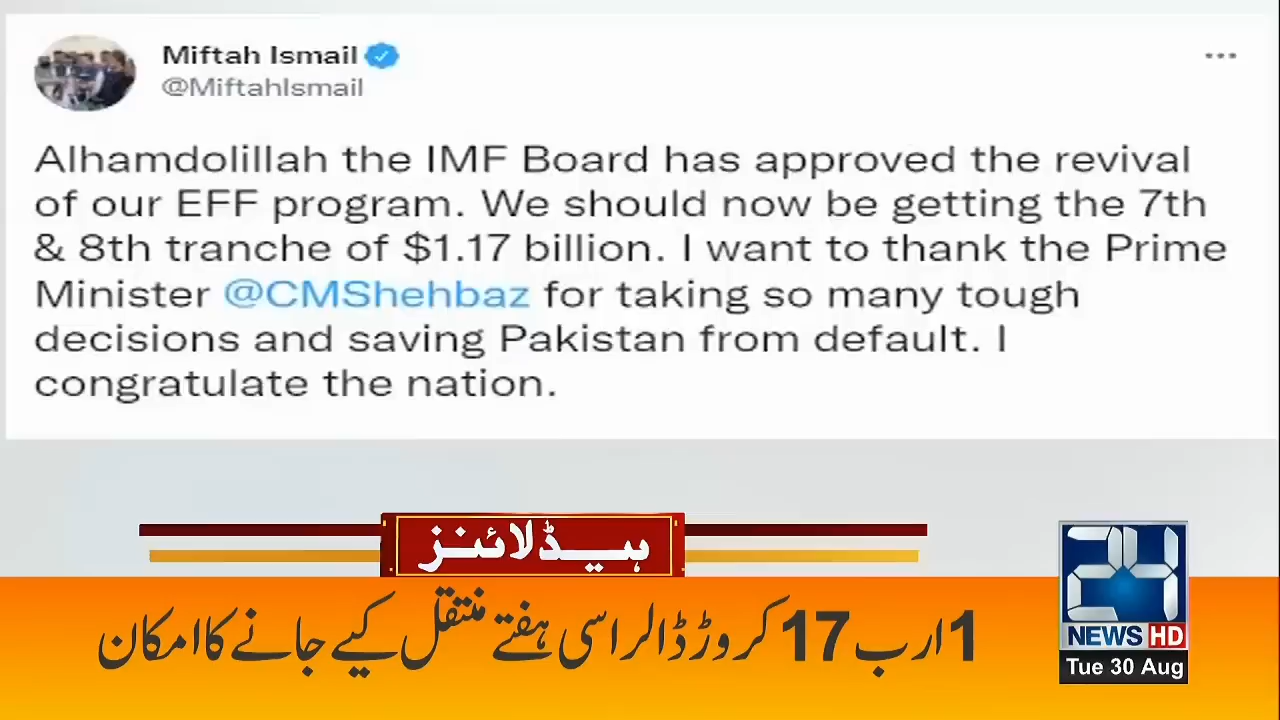 Miftah Ismail
@MiftahIsmail
Alhamdolillah the IMF Board has approved the revival
of our EFF program. We should now be getting the 7th
& 8th tranche of $1.17 billion. I want to thank the Prime
Minister @CMShehbaz for taking so many tough
decisions and saving Pakistan from default. I
congratulate the nation.
ہیڈلائنز
1 ارب 17 کروڑ ڈالر اسی ہفتے منتقل کیے جانے کا امکان
24
NEWS HD
Tue 30 Aug